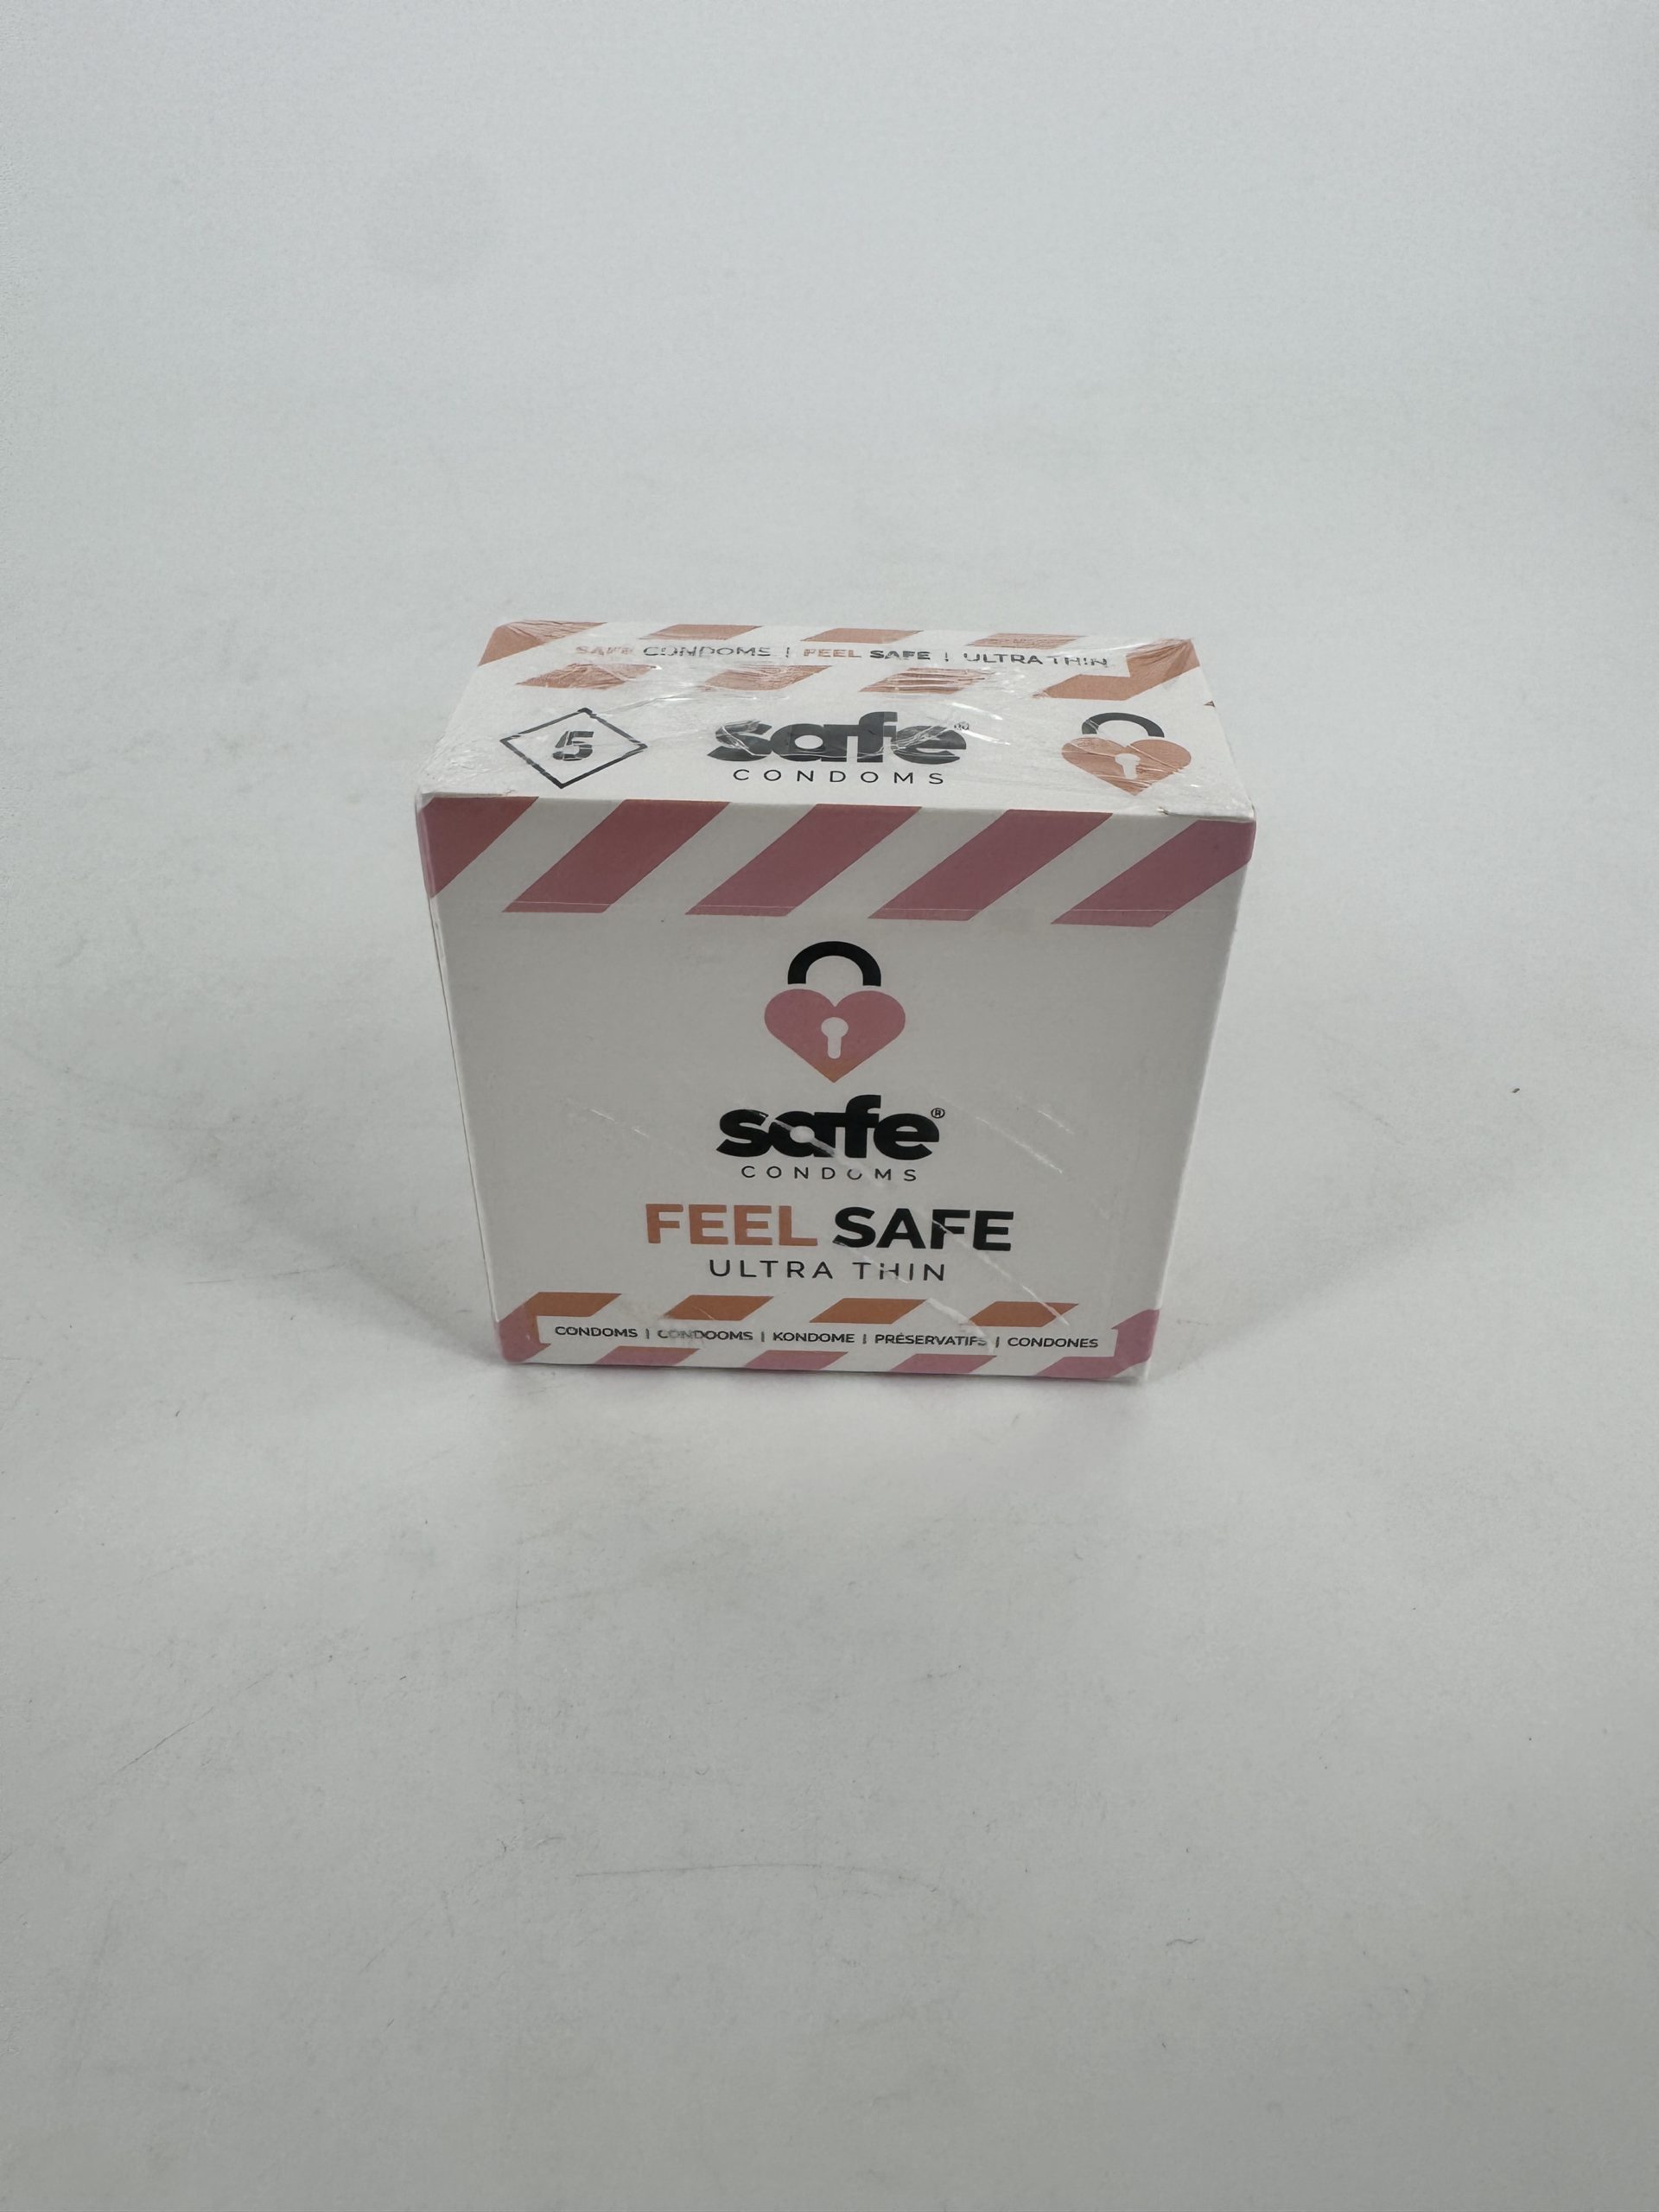 SAFE CONDOMS | FEEL SAFE | ULTRA THIN
5
safe®
CONDOMS
safe®
CONDOMS
FEEL SAFE
ULTRA THIN
CONDOMS | CONDOOMS | KONDOME | PRÉSERVATIFS | CONDONES